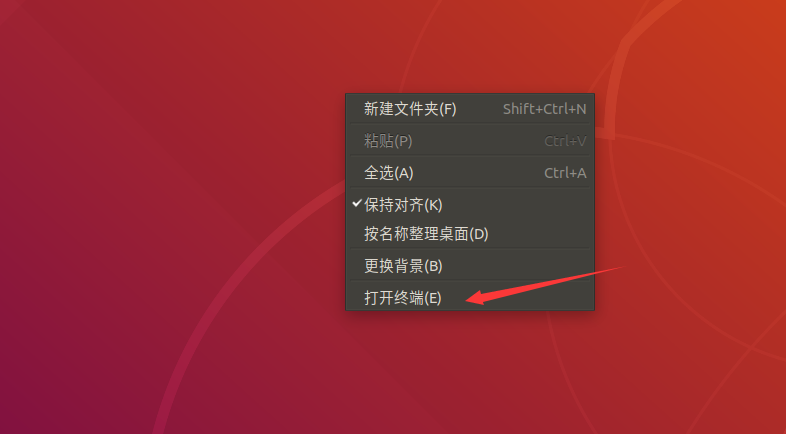 新建文件夹(F) Shift+Ctrl+N
粘贴(P) Ctrl+V
全选(A) Ctrl+A
保持对齐(K)
按名称整理桌面(D)
更换背景(B)
打开终端(E)